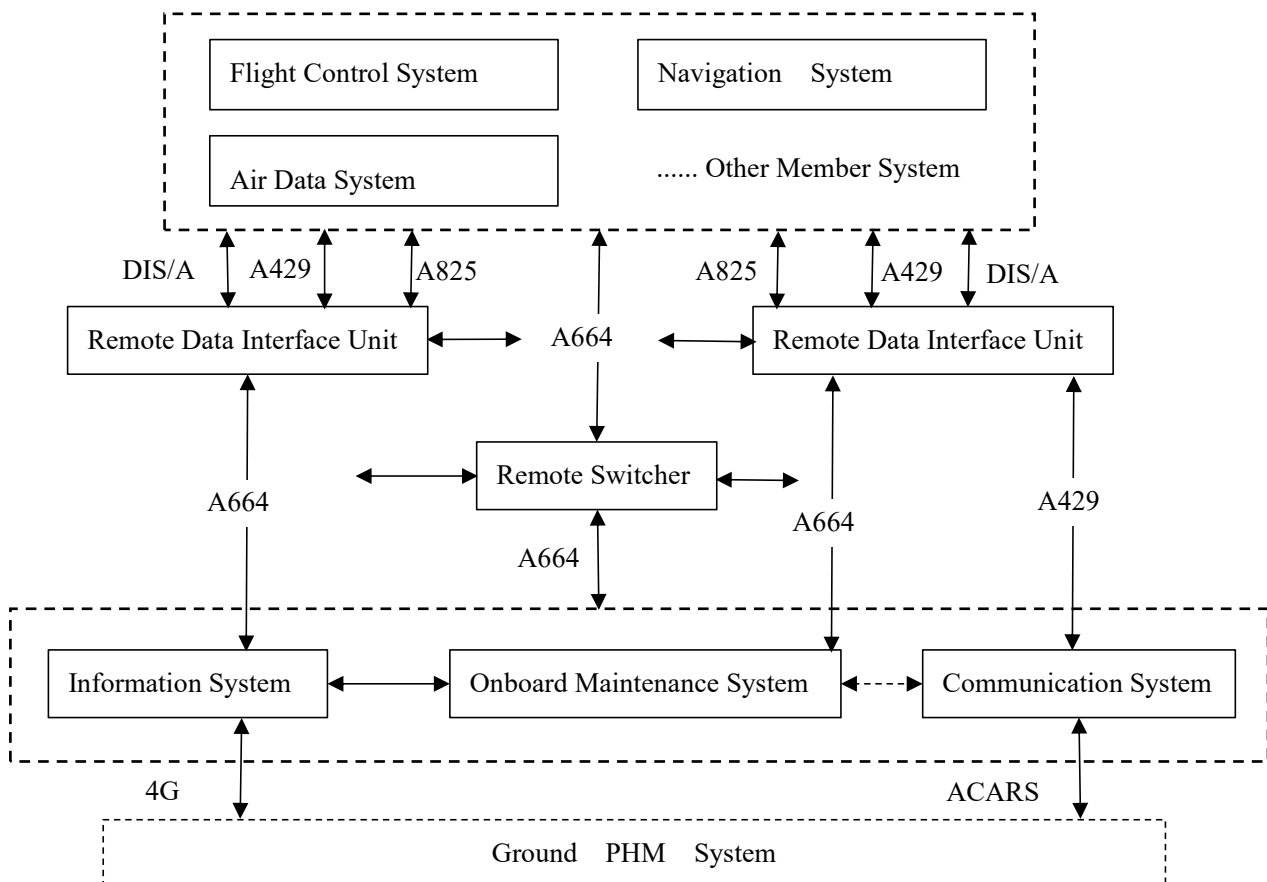 Flight Control System
Navigation System
Air Data System
...... Other Member System
DIS/A
A429
A825
A825
A429
DIS/A
Remote Data Interface Unit
A664
Remote Data Interface Unit
Remote Switcher
A664
A664
A429
A664
Information System
Onboard Maintenance System
Communication System
4G
ACARS
Ground PHM System